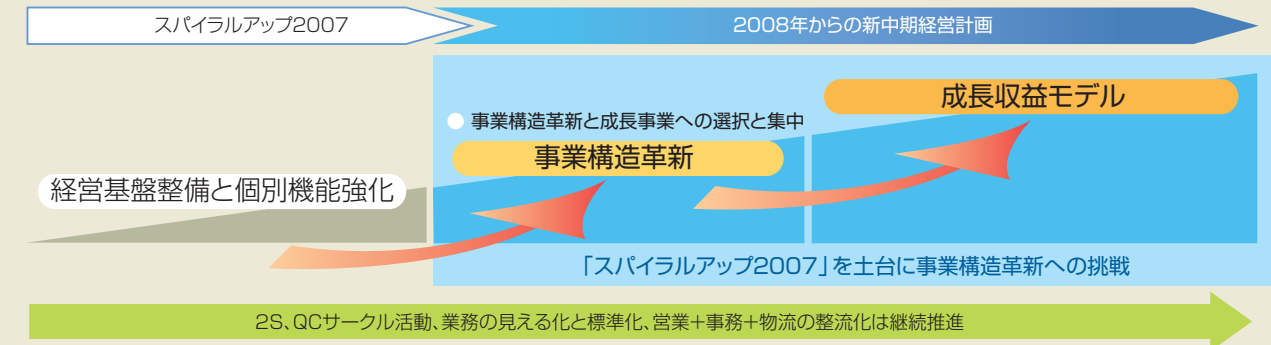 スパイラルアップ2007
2008年からの新中期経営計画
成長収益モデル
● 事業構造革新と成長事業への選択と集中
事業構造革新
経営基盤整備と個別機能強化
「スパイラルアップ2007」を土台に事業構造革新への挑戦
2S、QCサークル活動、業務の見える化と標準化、営業+事務+物流の整流化は継続推進